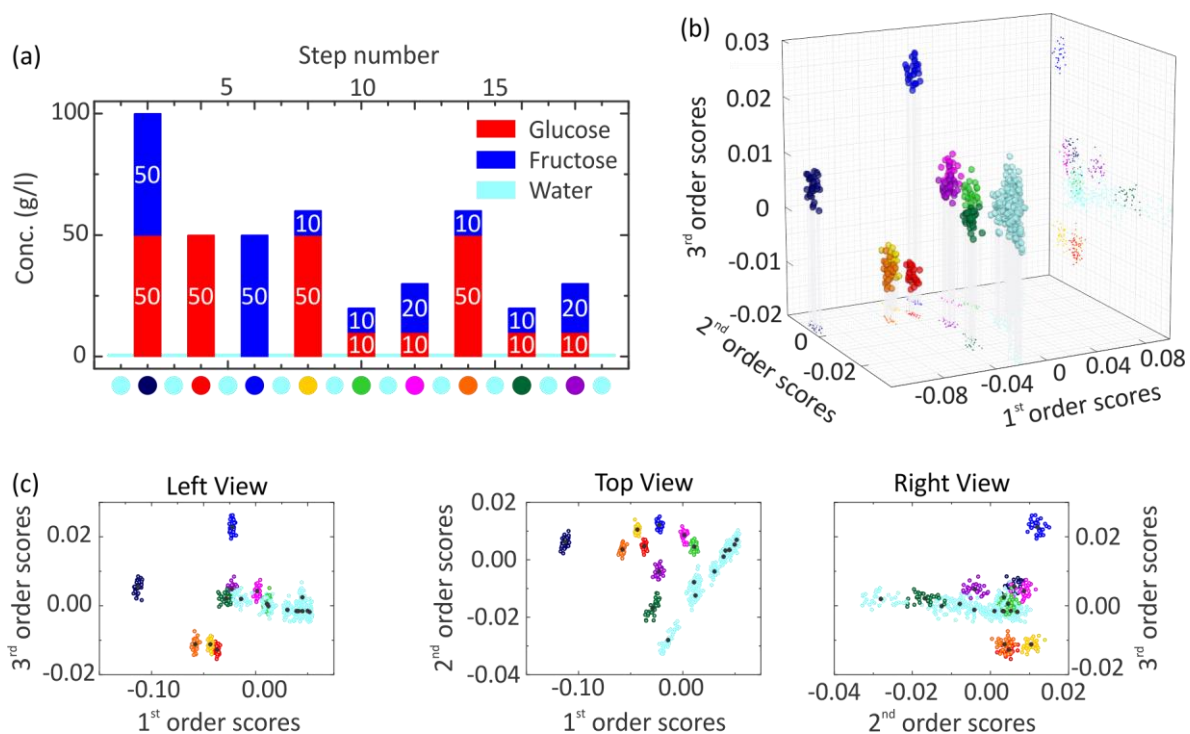 (a)
Step number
5 10 15
100
50
0
Conc. (g/l)
Glucose
Fructose
Water
50
50
50
50
10
50
10
10
20
10
10
50
10
10
20
10
(b)
0.03
0.02
0.01
0
-0.01
-0.02
3rd order scores
0
-0.02
2nd order scores
-0.08
-0.04
0
0.04
0.08
1st order scores
(c)
Left View
0.02
0.00
-0.02
3rd order scores
-0.10 0.00
1st order scores
Top View
0.02
0.00
-0.02
-0.04
2nd order scores
-0.10 0.00
1st order scores
Right View
0.02
0.00
-0.02
3rd order scores
-0.04 -0.02 0.00 0.02
2nd order scores